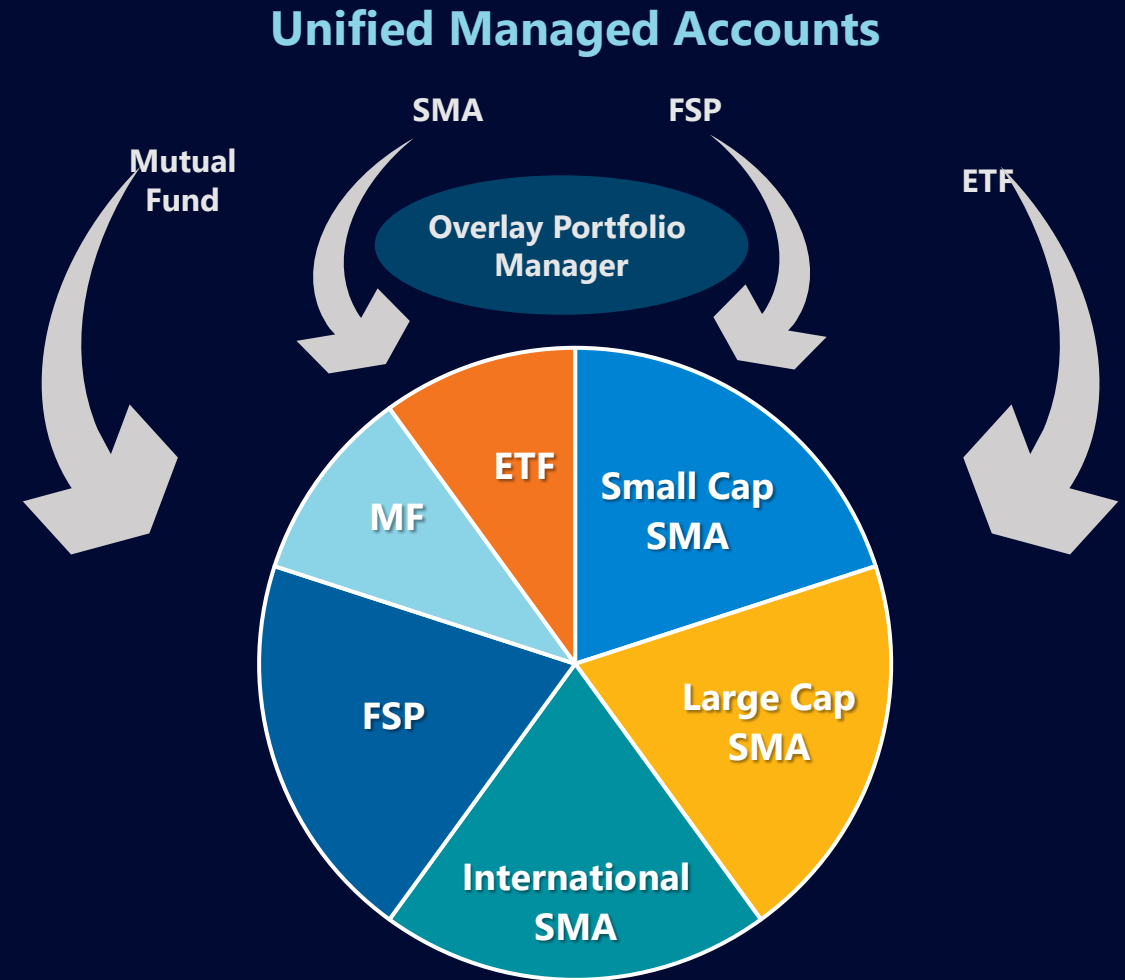 Unified Managed Accounts
SMA
FSP
Mutual
Fund
ETF
Overlay Portfolio
Manager
ETF
Small Cap
SMA
MF
Large Cap
SMA
FSP
International
SMA